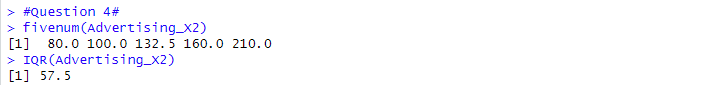 > #Question 4#
> fivenum(Advertising_X2)
[1]  80.0 100.0 132.5 160.0 210.0
> IQR(Advertising_X2)
[1] 57.5